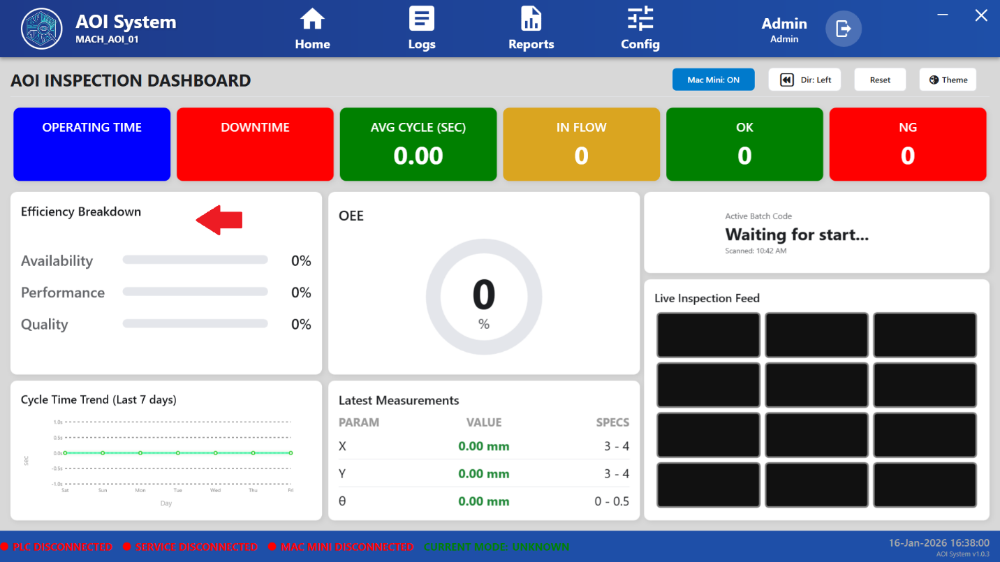 AOI System
MACH_AOI_01
Home
Logs
Reports
Config
Admin
Admin
AOI INSPECTION DASHBOARD
Mac Mini: ON
Dir: Left
Reset
Theme
OPERATING TIME
DOWNTIME
AVG CYCLE (SEC)
0.00
IN FLOW
0
OK
0
NG
0
Efficiency Breakdown
Availability 0%
Performance 0%
Quality 0%
OEE
0
%
Active Batch Code
Waiting for start...
Scanned: 10:42 AM
Live Inspection Feed
Cycle Time Trend (Last 7 days)
1.0s
0.5s
0.0s
-0.5s
-1.0s
sec
Sat Sun Mon Tue Wed Thu Fri
Day
Latest Measurements
PARAM VALUE SPECS
X 0.00 mm 3 - 4
Y 0.00 mm 3 - 4
θ 0.00 mm 0 - 0.5
PLC DISCONNECTED SERVICE DISCONNECTED MAC MINI DISCONNECTED CURRENT MODE: UNKNOWN
16-Jan-2026 16:38:00
AOI System v1.0.3